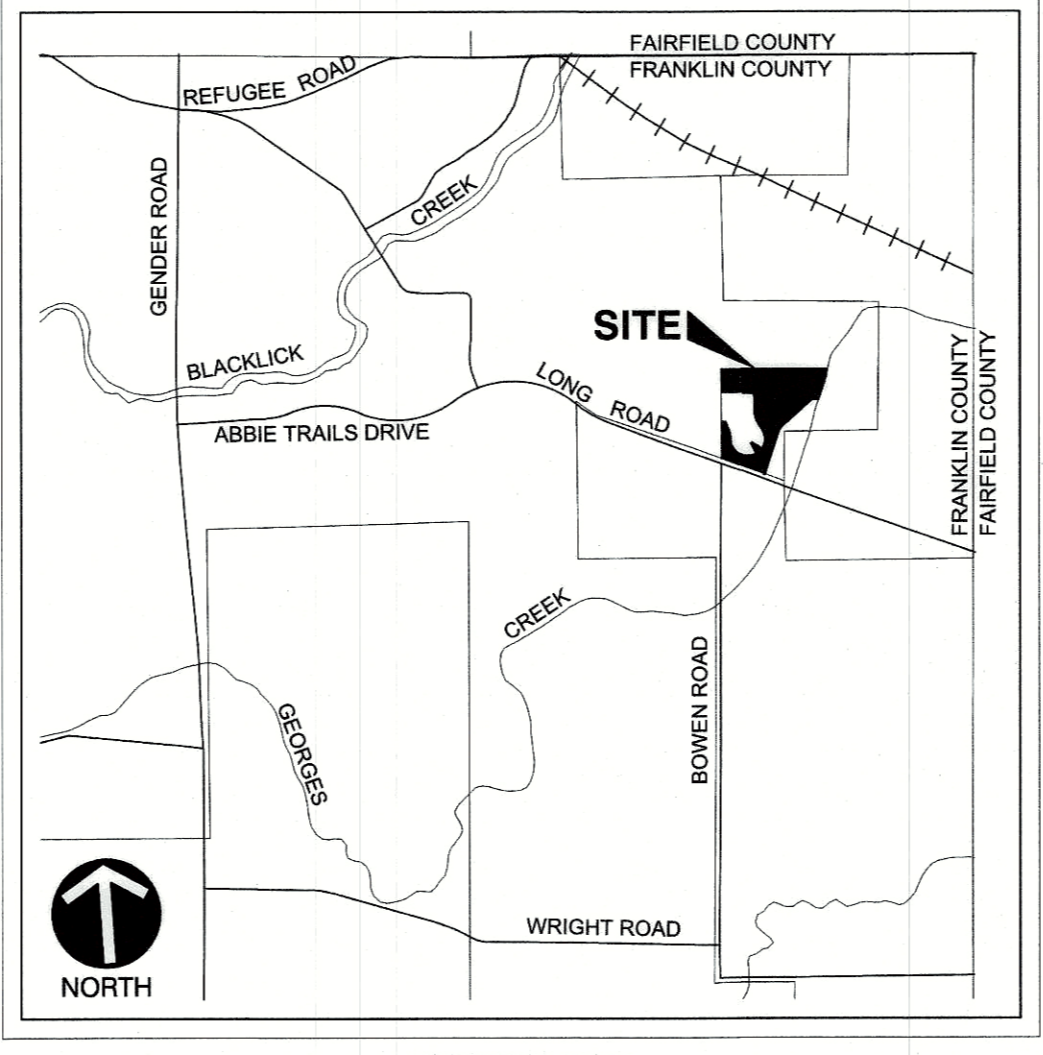 FAIRFIELD COUNTY
FRANKLIN COUNTY
REFUGEE ROAD
GENDER ROAD
CREEK
SITE
BLACKLICK
LONG ROAD
ABBIE TRAILS DRIVE
FRANKLIN COUNTY
FAIRFIELD COUNTY
CREEK
BOWEN ROAD
GEORGES
WRIGHT ROAD
NORTH